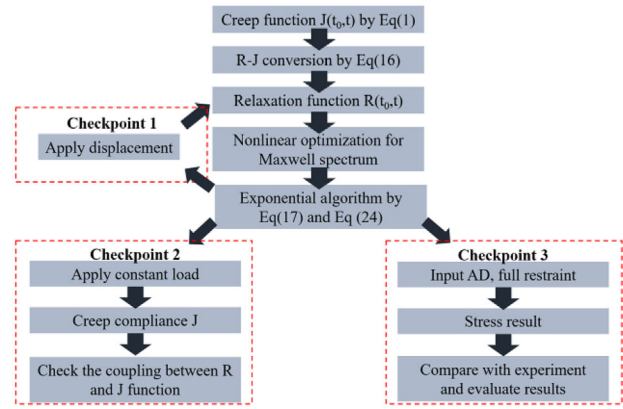 Creep function J(t₀,t) by Eq(1)
R-J conversion by Eq(16)
Relaxation function R(t₀,t)
Checkpoint 1
Apply displacement
Nonlinear optimization for
Maxwell spectrum
Exponential algorithm by
Eq(17) and Eq (24)
Checkpoint 2
Apply constant load
Creep compliance J
Check the coupling between R
and J function
Checkpoint 3
Input AD, full restraint
Stress result
Compare with experiment
and evaluate results